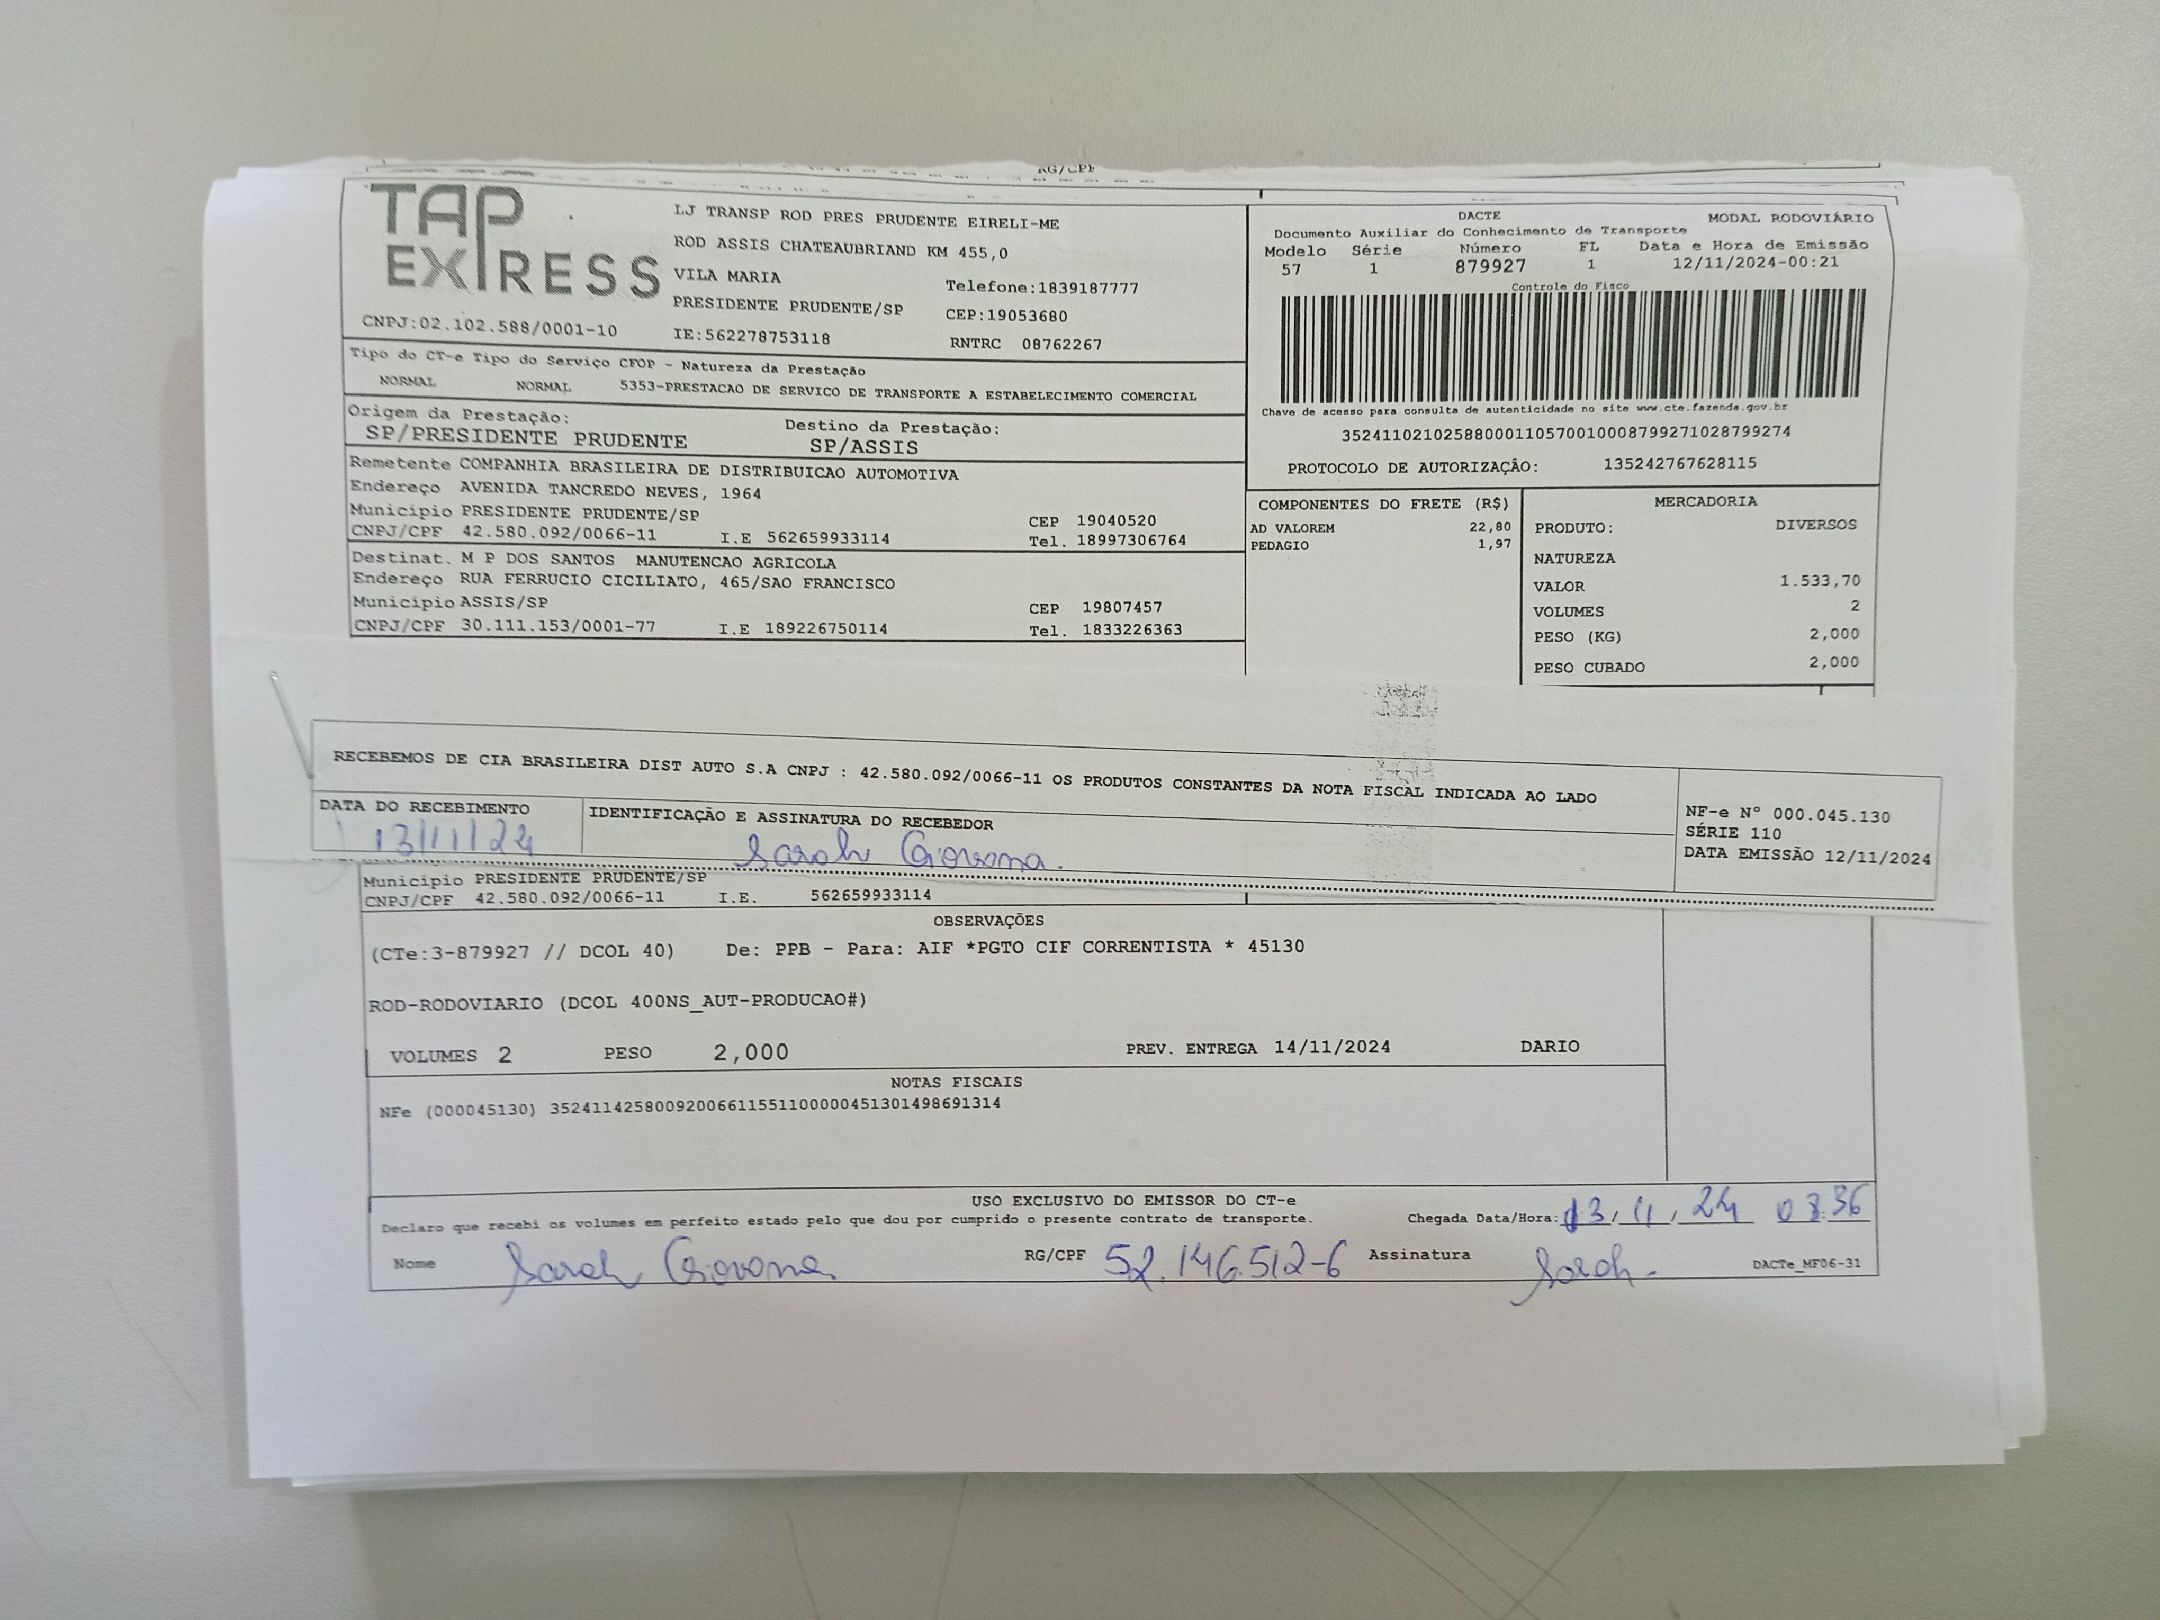 RG/CPF
TAP EXPRESS
LJ TRANSP ROD PRES PRUDENTE EIRELI-ME
ROD ASSIS CHATEAUBRIAND KM 455,0
VILA MARIA Telefone:1839187777
PRESIDENTE PRUDENTE/SP CEP:19053680
CNPJ:02.102.588/0001-10 IE:562278753118 RNTRC 08762267
DACTE MODAL RODOVIÁRIO
Documento Auxiliar do Conhecimento de Transporte
Modelo Série Número FL Data e Hora de Emissão
57 1 879927 1 12/11/2024-00:21
Controle do Fisco
Chave de acesso para consulta de autenticidade no site www.cte.fazenda.gov.br
35241102102588000110570010008799271028799274
PROTOCOLO DE AUTORIZAÇÃO: 135242767628115
Tipo do CT-e Tipo do Serviço CFOP - Natureza da Prestação
NORMAL NORMAL 5353-PRESTACAO DE SERVICO DE TRANSPORTE A ESTABELECIMENTO COMERCIAL
Origem da Prestação: Destino da Prestação:
SP/PRESIDENTE PRUDENTE SP/ASSIS
Remetente COMPANHIA BRASILEIRA DE DISTRIBUICAO AUTOMOTIVA
Endereço AVENIDA TANCREDO NEVES, 1964
Município PRESIDENTE PRUDENTE/SP CEP 19040520
CNPJ/CPF 42.580.092/0066-11 I.E 562659933114 Tel. 18997306764
Destinat. M P DOS SANTOS MANUTENCAO AGRICOLA
Endereço RUA FERRUCIO CICILIATO, 465/SAO FRANCISCO
Município ASSIS/SP CEP 19807457
CNPJ/CPF 30.111.153/0001-77 I.E 189226750114 Tel. 1833226363
COMPONENTES DO FRETE (R$)
AD VALOREM 22,80
PEDAGIO 1,97
MERCADORIA
PRODUTO: DIVERSOS
NATUREZA
VALOR 1.533,70
VOLUMES 2
PESO (KG) 2,000
PESO CUBADO 2,000
RECEBEMOS DE CIA BRASILEIRA DIST AUTO S.A CNPJ : 42.580.092/0066-11 OS PRODUTOS CONSTANTES DA NOTA FISCAL INDICADA AO LADO
DATA DO RECEBIMENTO IDENTIFICAÇÃO E ASSINATURA DO RECEBEDOR
13/11/24 Sarah Giovana.
NF-e Nº 000.045.130
SÉRIE 110
DATA EMISSÃO 12/11/2024
Município PRESIDENTE PRUDENTE/SP
CNPJ/CPF 42.580.092/0066-11 I.E. 562659933114
OBSERVAÇÕES
(CTe:3-879927 // DCOL 40) De: PPB - Para: AIF *PGTO CIF CORRENTISTA * 45130
ROD-RODOVIARIO (DCOL 400NS_AUT-PRODUCAO#)
VOLUMES 2 PESO 2,000 PREV. ENTREGA 14/11/2024 DARIO
NOTAS FISCAIS
NFe (000045130) 35241142580092006611551100000451301498691314
USO EXCLUSIVO DO EMISSOR DO CT-e
Declaro que recebi os volumes em perfeito estado pelo que dou por cumprido o presente contrato de transporte. Chegada Data/Hora: 13/11/24
Nome Sarah Giovana RG/CPF 52.146.512-6 Assinatura Sarah. DACTe_MF06-31